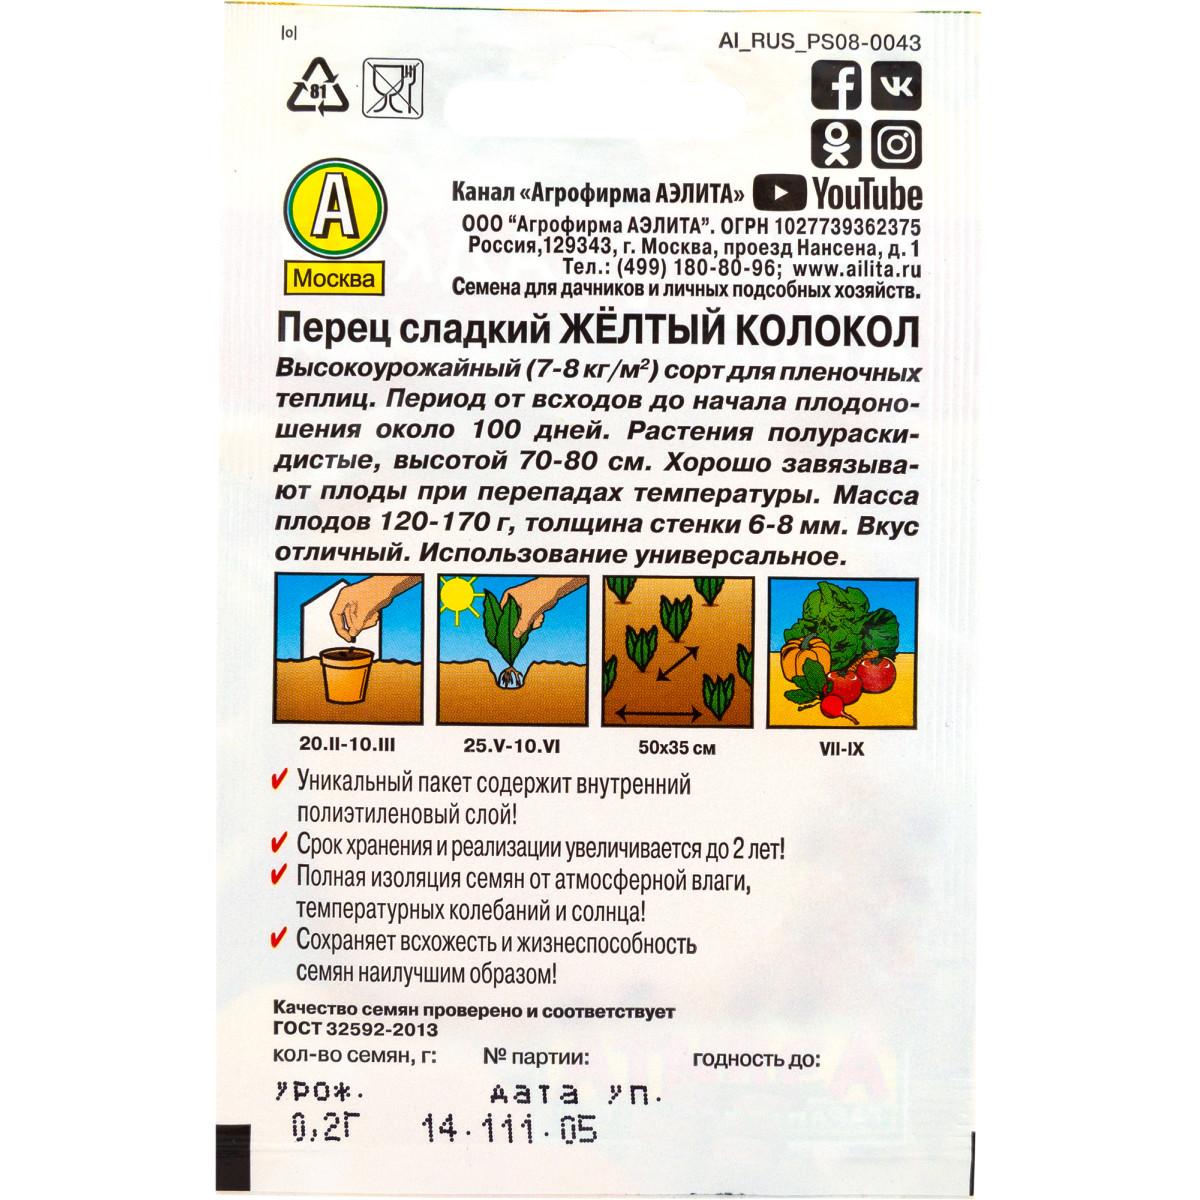 AI_RUS_PS08-0043
81
А
Москва
Канал «Агрофирма АЭЛИТА» YouTube
ООО “Агрофирма АЭЛИТА”. ОГРН 1027739362375
Россия,129343, г. Москва, проезд Нансена, д. 1
Тел.: (499) 180-80-96; www.ailita.ru
Семена для дачников и личных подсобных хозяйств.
Перец сладкий ЖЁЛТЫЙ КОЛОКОЛ
Высокоурожайный (7-8 кг/м²) сорт для пленочных
теплиц. Период от всходов до начала плодоно-
шения около 100 дней. Растения полураски-
дистые, высотой 70-80 см. Хорошо завязыва-
ют плоды при перепадах температуры. Масса
плодов 120-170 г, толщина стенки 6-8 мм. Вкус
отличный. Использование универсальное.
20.II-10.III 25.V-10.VI 50x35 см VII-IX
Уникальный пакет содержит внутренний
полиэтиленовый слой!
Срок хранения и реализации увеличивается до 2 лет!
Полная изоляция семян от атмосферной влаги,
температурных колебаний и солнца!
Сохраняет всхожесть и жизнеспособность
семян наилучшим образом!
Качество семян проверено и соответствует
ГОСТ 32592-2013
кол-во семян, г: № партии: годность до:
урож. дата уп.
0,2Г 14.111.05